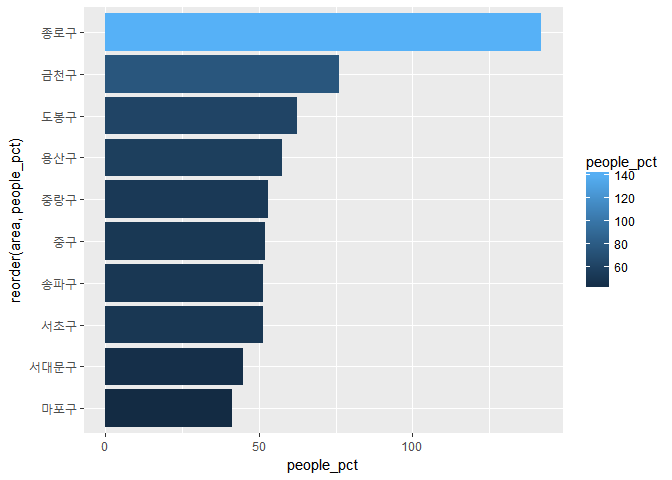 종로구
금천구
도봉구
용산구
중랑구
중구
송파구
서초구
서대문구
마포구
reorder(area, people_pct)
0 50 100
people_pct
people_pct
140
120
100
80
60